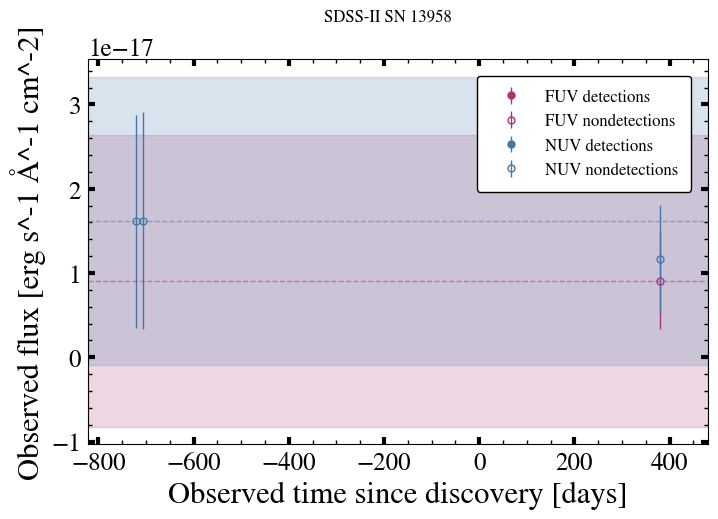 SDSS-II SN 13958
1e−17
Observed flux [erg s^-1 Å^-1 cm^-2]
3
2
1
0
−1
FUV detections
FUV nondetections
NUV detections
NUV nondetections
−800 −600 −400 −200 0 200 400
Observed time since discovery [days]